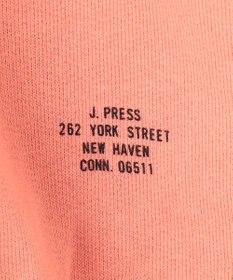 J. PRESS
262 YORK STREET
NEW HAVEN
CONN. 06511